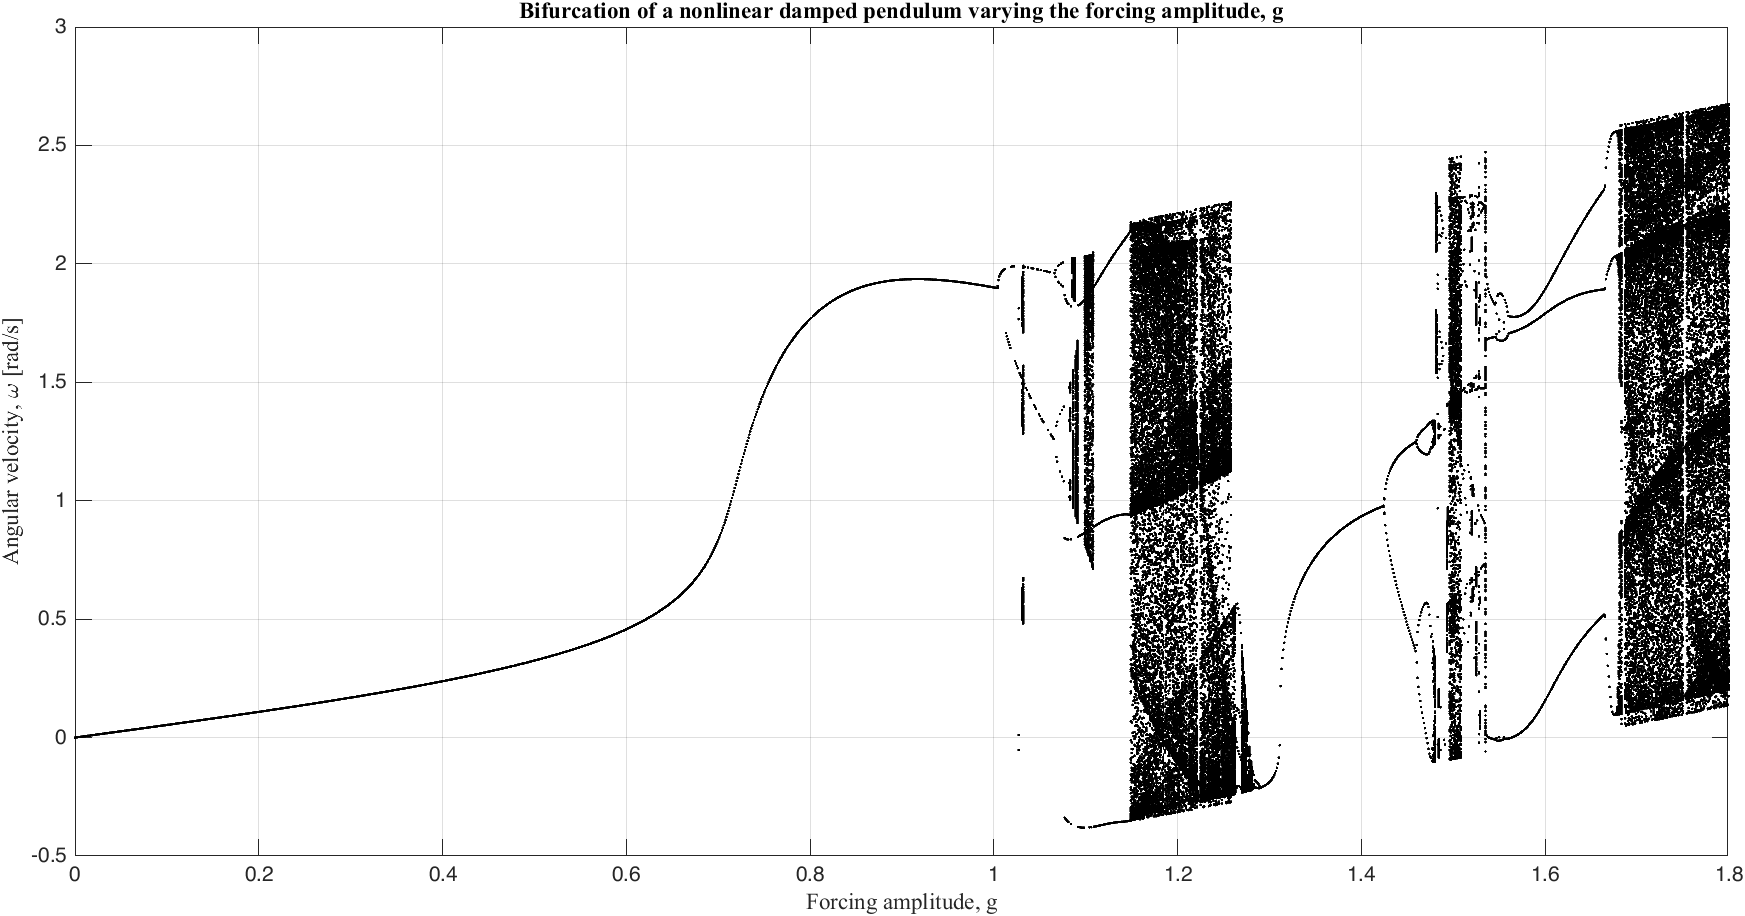 Bifurcation of a nonlinear damped pendulum varying the forcing amplitude, g
3
2.5
2
1.5
1
0.5
0
-0.5
Angular velocity, ω [rad/s]
0 0.2 0.4 0.6 0.8 1 1.2 1.4 1.6 1.8
Forcing amplitude, g